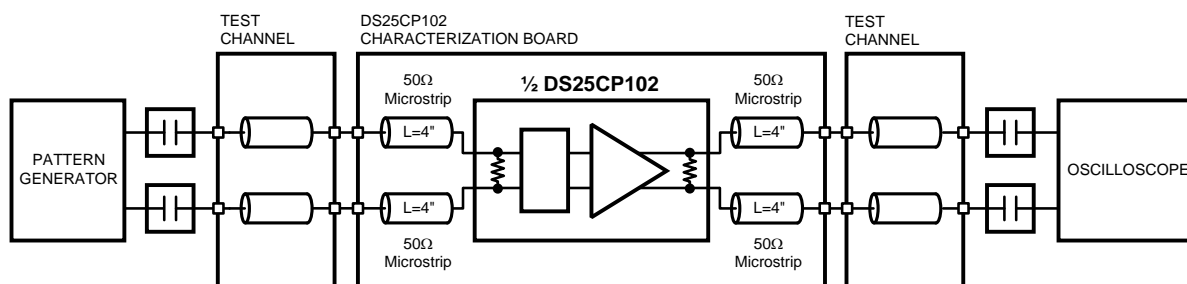 TEST
CHANNEL
DS25CP102
CHARACTERIZATION BOARD
TEST
CHANNEL
50Ω
Microstrip
½ DS25CP102
50Ω
Microstrip
L=4"
L=4"
PATTERN
GENERATOR
OSCILLOSCOPE
L=4"
L=4"
50Ω
Microstrip
50Ω
Microstrip